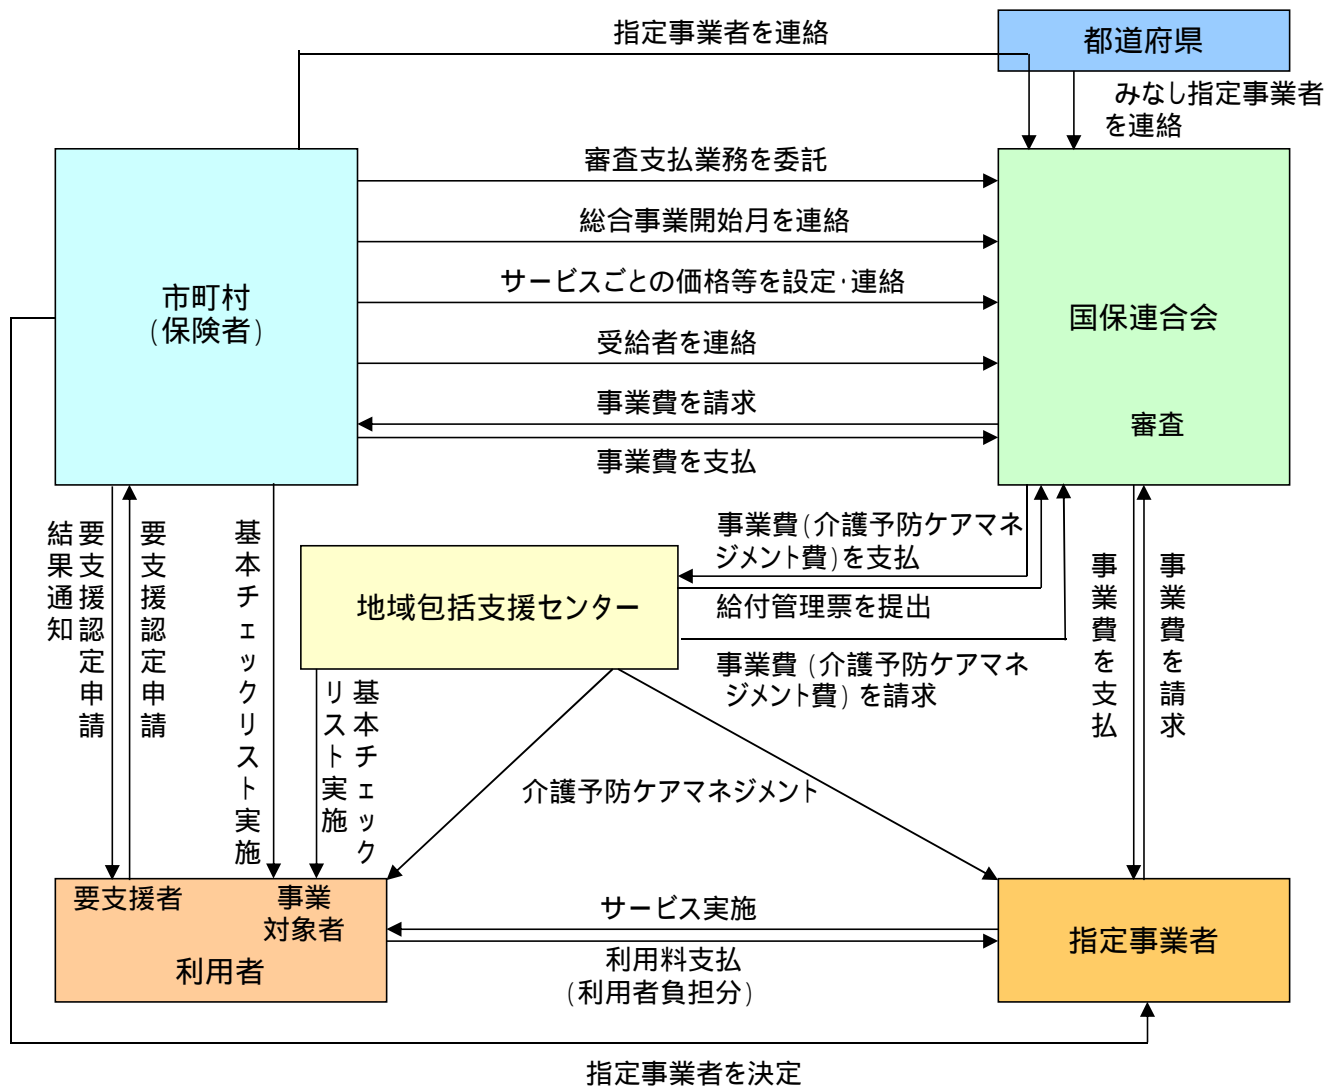 指定事業者を連絡
都道府県
みなし指定事業者
を連絡
審査支払業務を委託
総合事業開始月を連絡
サービスごとの価格等を設定・連絡
市町村
(保険者)
国保連合会
受給者を連絡
事業費を請求
審査
事業費を支払
要支援認定申請
結果通知
要支援認定申請
基本チェックリスト実施
事業費(介護予防ケアマネ
ジメント費)を支払
地域包括支援センター
給付管理票を提出
事業費(介護予防ケアマネ
ジメント費)を請求
事業費を支払
事業費を請求
基本チェック
リスト実施
介護予防ケアマネジメント
要支援者
事業
対象者
利用者
サービス実施
指定事業者
利用料支払
(利用者負担分)
指定事業者を決定